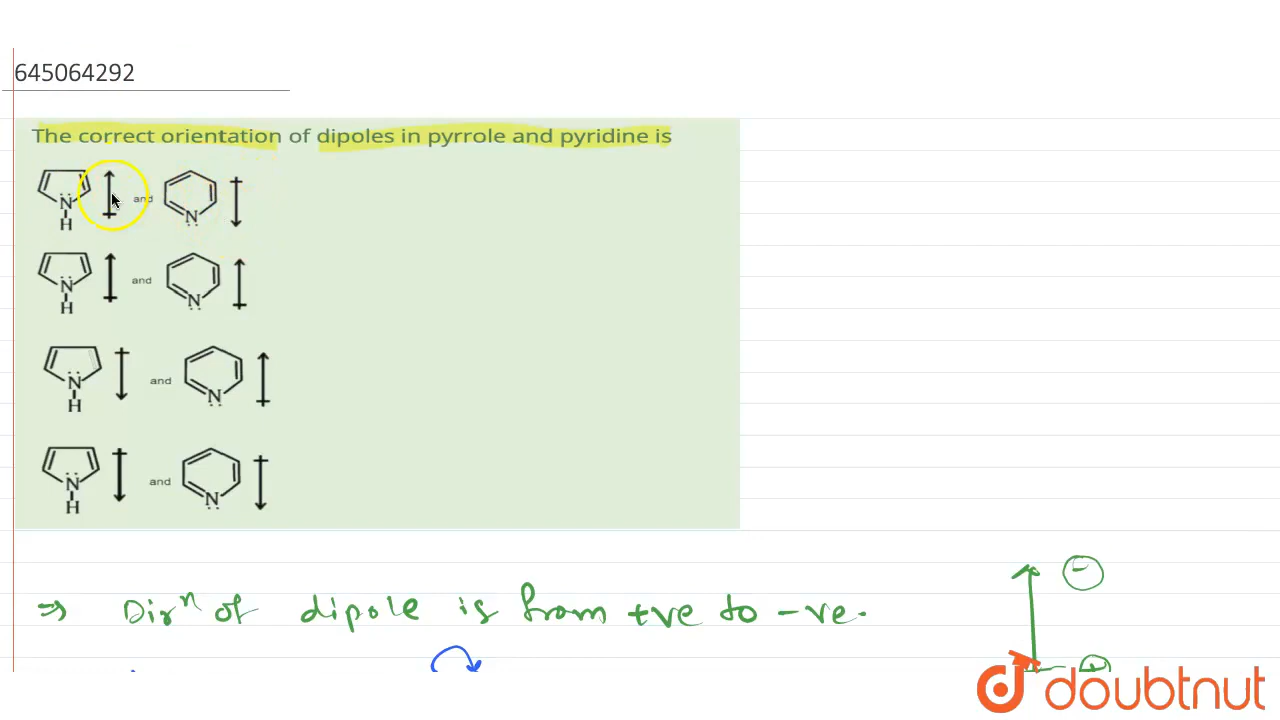 645064292
The correct orientation of dipoles in pyrrole and pyridine is
N H and N
N H and N
N H and N
N H and N
⇒ Dirⁿ of dipole is from +ve to -ve.
−
+
doubtnut